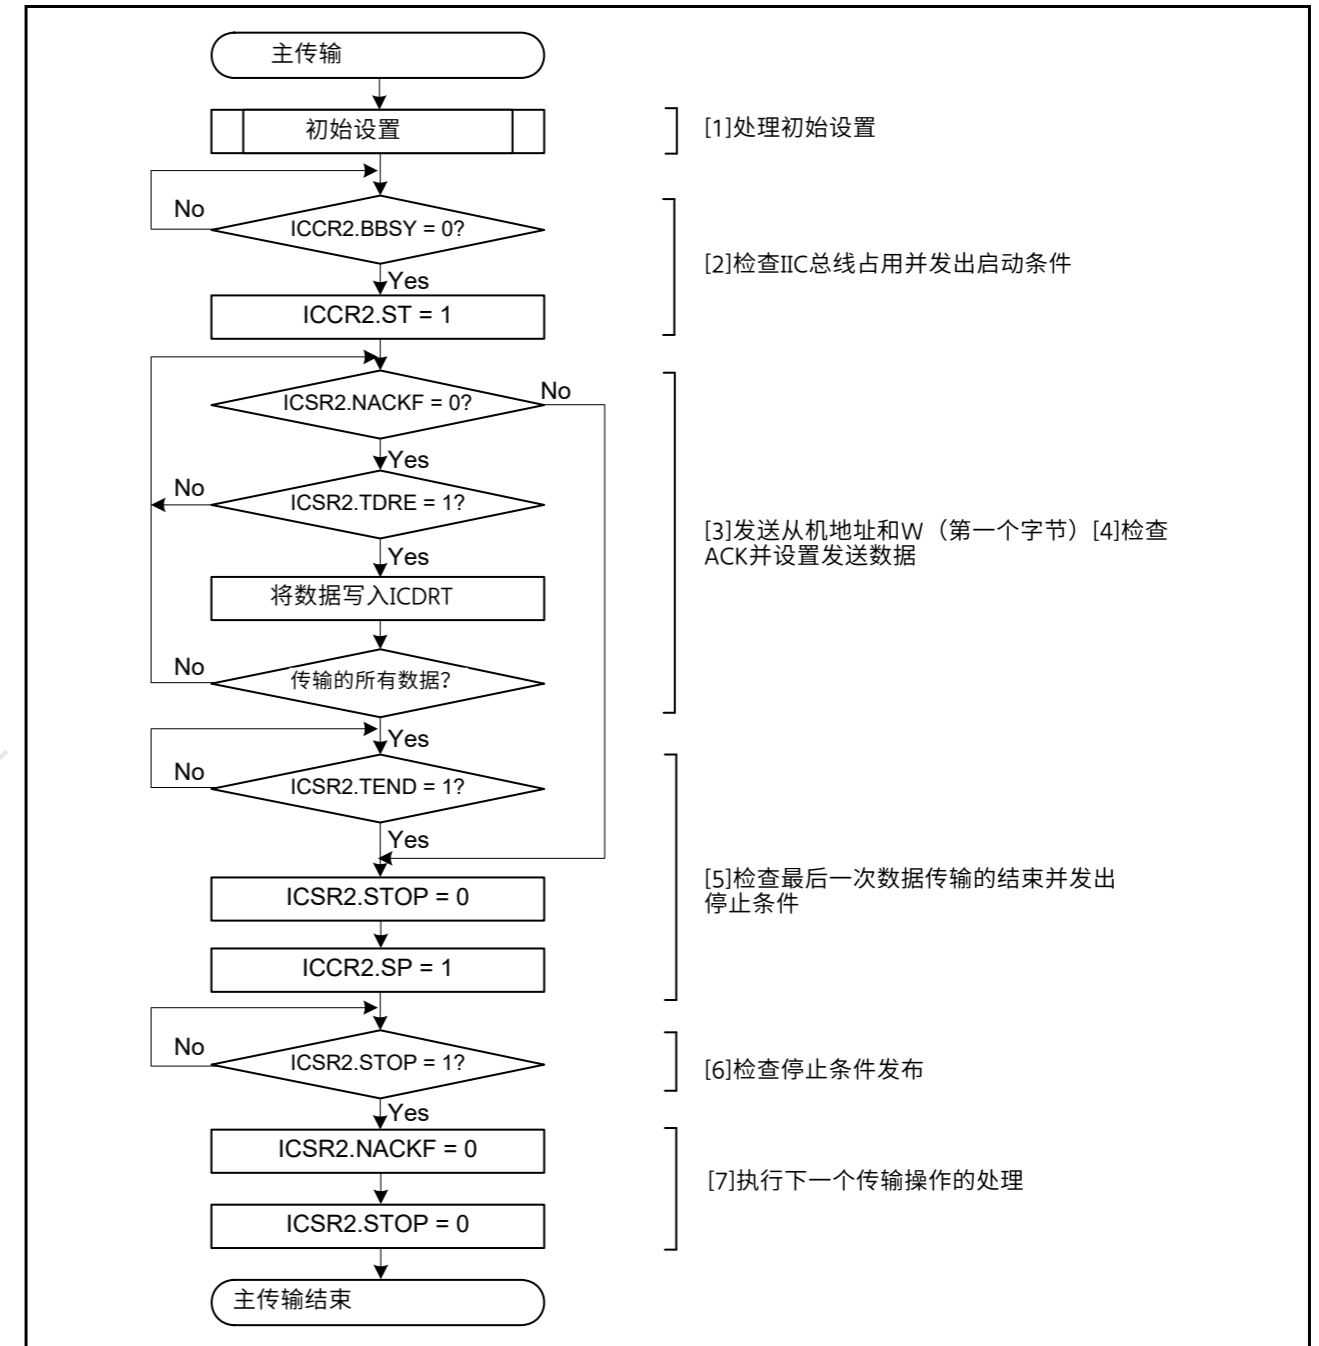 主传输
初始设置
[1]处理初始设置
No
ICCR2.BBSY = 0?
[2]检查IIC总线占用并发出启动条件
Yes
ICCR2.ST = 1
ICSR2.NACKF = 0?
No
Yes
No
ICSR2.TDRE = 1?
[3]发送从机地址和W（第一个字节）[4]检查
ACK并设置发送数据
Yes
将数据写入ICDRT
No
传输的所有数据?
Yes
No
ICSR2.TEND = 1?
Yes
ICSR2.STOP = 0
[5]检查最后一次数据传输的结束并发出
停止条件
ICCR2.SP = 1
No
ICSR2.STOP = 1?
[6]检查停止条件发布
Yes
ICSR2.NACKF = 0
[7]执行下一个传输操作的处理
ICSR2.STOP = 0
主传输结束